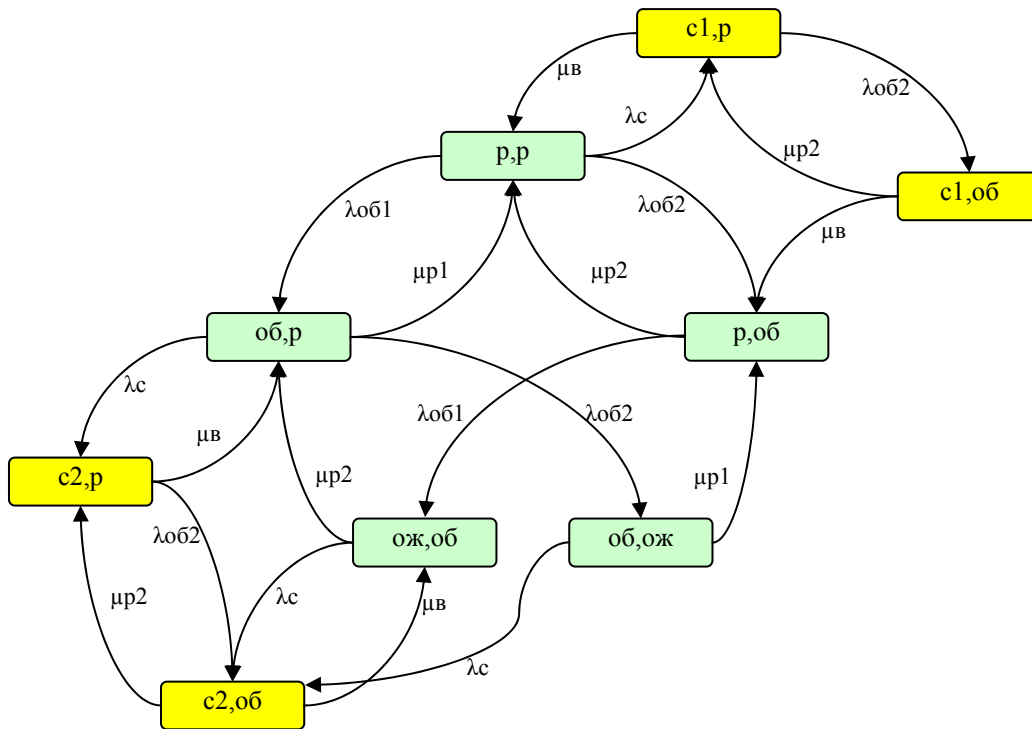 с1,р
µв
λоб2
λс
р,р
µр2
с1,об
λоб1
λоб2
µв
µр1
µр2
об,р
р,об
λс
λоб1
λоб2
µв
с2,р
µр2
µр1
λоб2
ож,об
об,ож
µр2
λс
µв
λс
с2,об